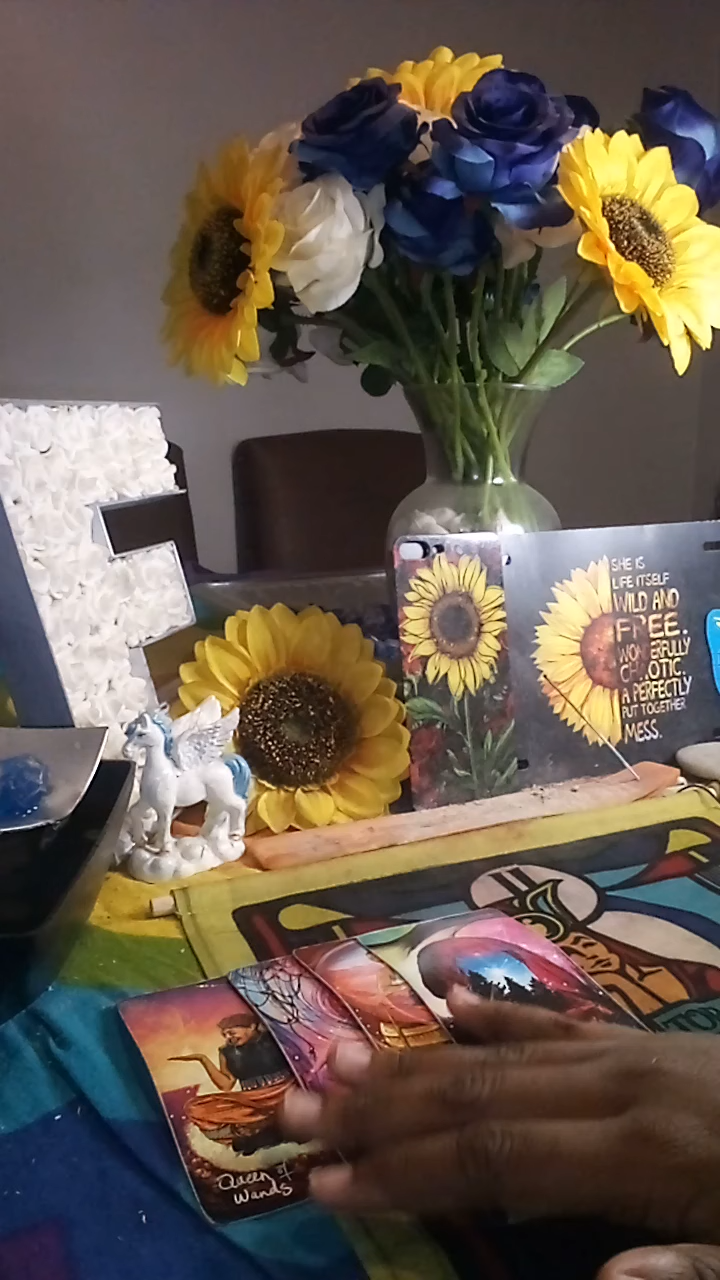 E
SHE IS
LIFE ITSELF
WILD AND
FREE.
WONDERFULLY
CHAOTIC.
A PERFECTLY
PUT TOGETHER
MESS.
Queen of
Wands